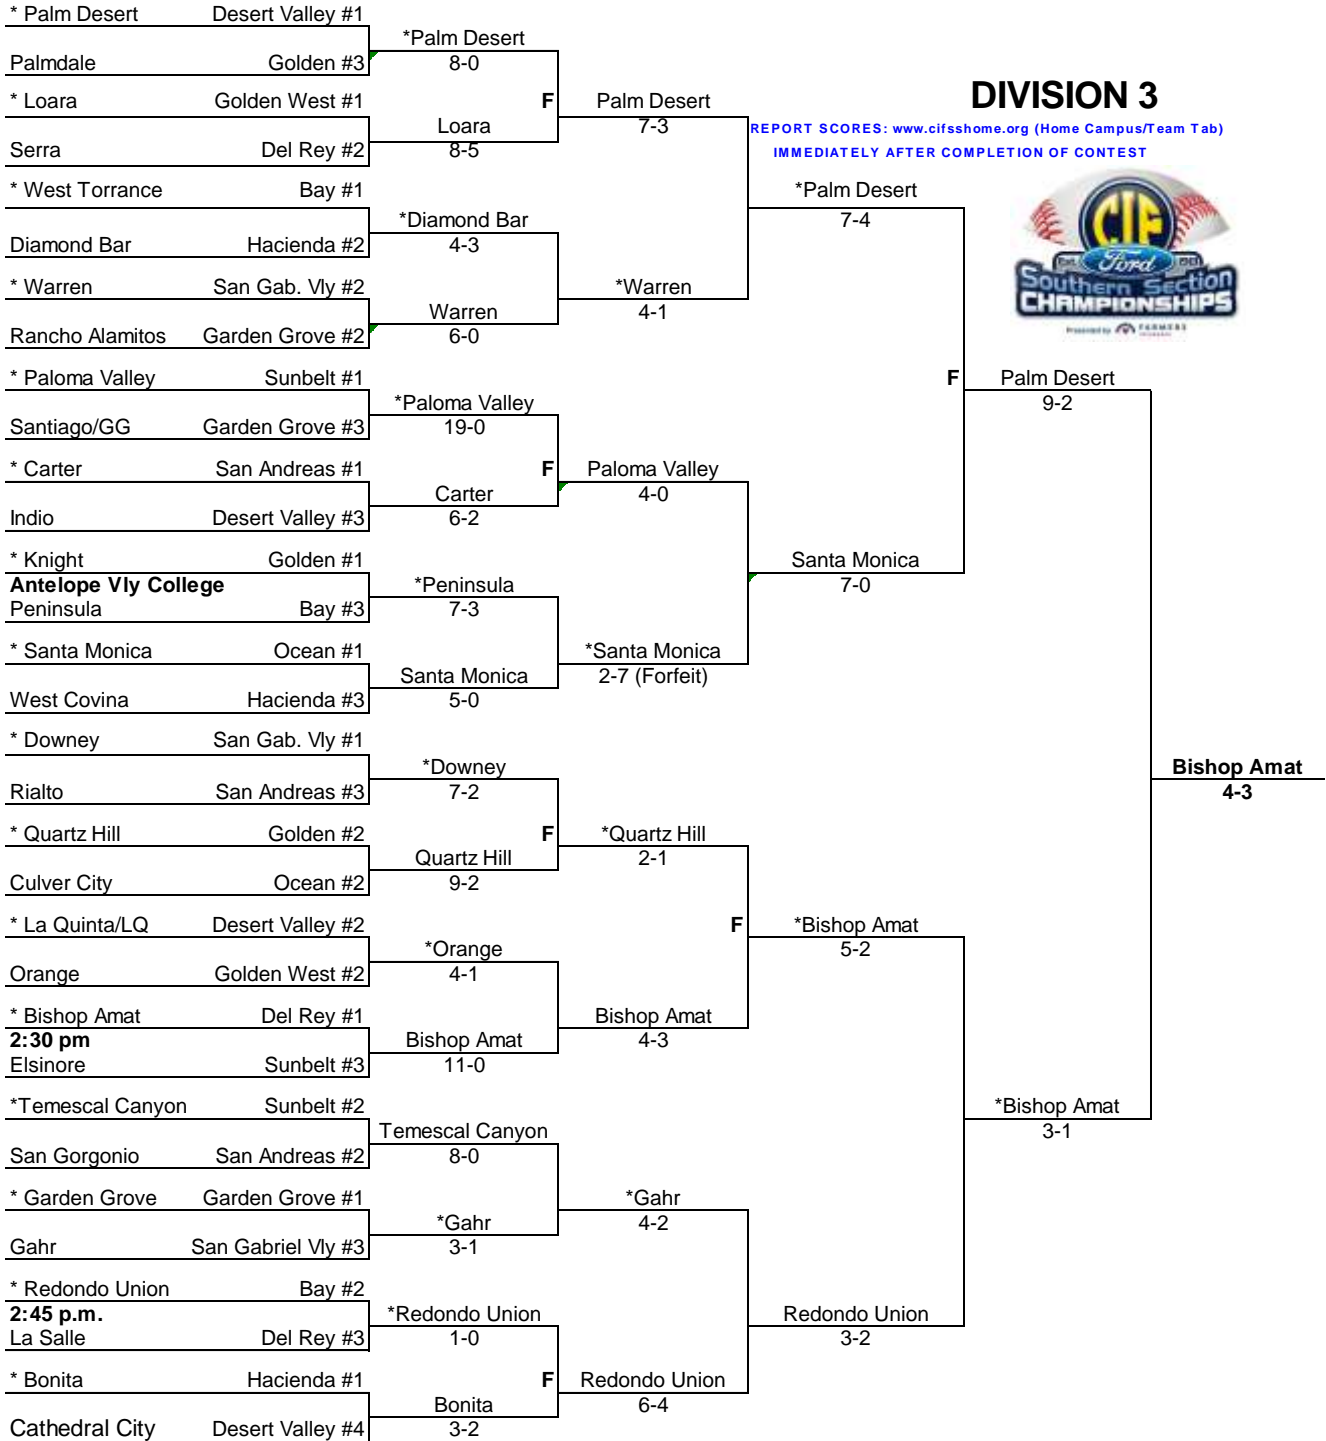 * Palm Desert Desert Valley #1
*Palm Desert
Palmdale Golden #3
8-0
* Loara Golden West #1
F
Palm Desert
DIVISION 3
Loara
7-3
REPORT SCORES: www.cifsshome.org (Home Campus/Team Tab)
Serra Del Rey #2
8-5
IMMEDIATELY AFTER COMPLETION OF CONTEST
* West Torrance Bay #1
*Palm Desert
*Diamond Bar
7-4
CIF
Ford
Southern Section
CHAMPIONSHIPS
Presented by FARMERS
Diamond Bar Hacienda #2
4-3
* Warren San Gab. Vly #2
*Warren
Warren
4-1
Rancho Alamitos Garden Grove #2
6-0
* Paloma Valley Sunbelt #1
F
Palm Desert
*Paloma Valley
9-2
Santiago/GG Garden Grove #3
19-0
* Carter San Andreas #1
F
Paloma Valley
Carter
4-0
Indio Desert Valley #3
6-2
* Knight Golden #1
Santa Monica
Antelope Vly College
*Peninsula
7-0
Peninsula Bay #3
7-3
* Santa Monica Ocean #1
*Santa Monica
Santa Monica
2-7 (Forfeit)
West Covina Hacienda #3
5-0
* Downey San Gab. Vly #1
*Downey
Bishop Amat
Rialto San Andreas #3
7-2
4-3
* Quartz Hill Golden #2
F
*Quartz Hill
Quartz Hill
2-1
Culver City Ocean #2
9-2
* La Quinta/LQ Desert Valley #2
F
*Bishop Amat
*Orange
5-2
Orange Golden West #2
4-1
* Bishop Amat Del Rey #1
Bishop Amat
2:30 pm
Bishop Amat
4-3
Elsinore Sunbelt #3
11-0
*Temescal Canyon Sunbelt #2
*Bishop Amat
Temescal Canyon
3-1
San Gorgonio San Andreas #2
8-0
* Garden Grove Garden Grove #1
*Gahr
*Gahr
4-2
Gahr San Gabriel Vly #3
3-1
* Redondo Union Bay #2
2:45 p.m.
*Redondo Union
Redondo Union
La Salle Del Rey #3
1-0
3-2
* Bonita Hacienda #1
F
Redondo Union
Bonita
6-4
Cathedral City Desert Valley #4
3-2